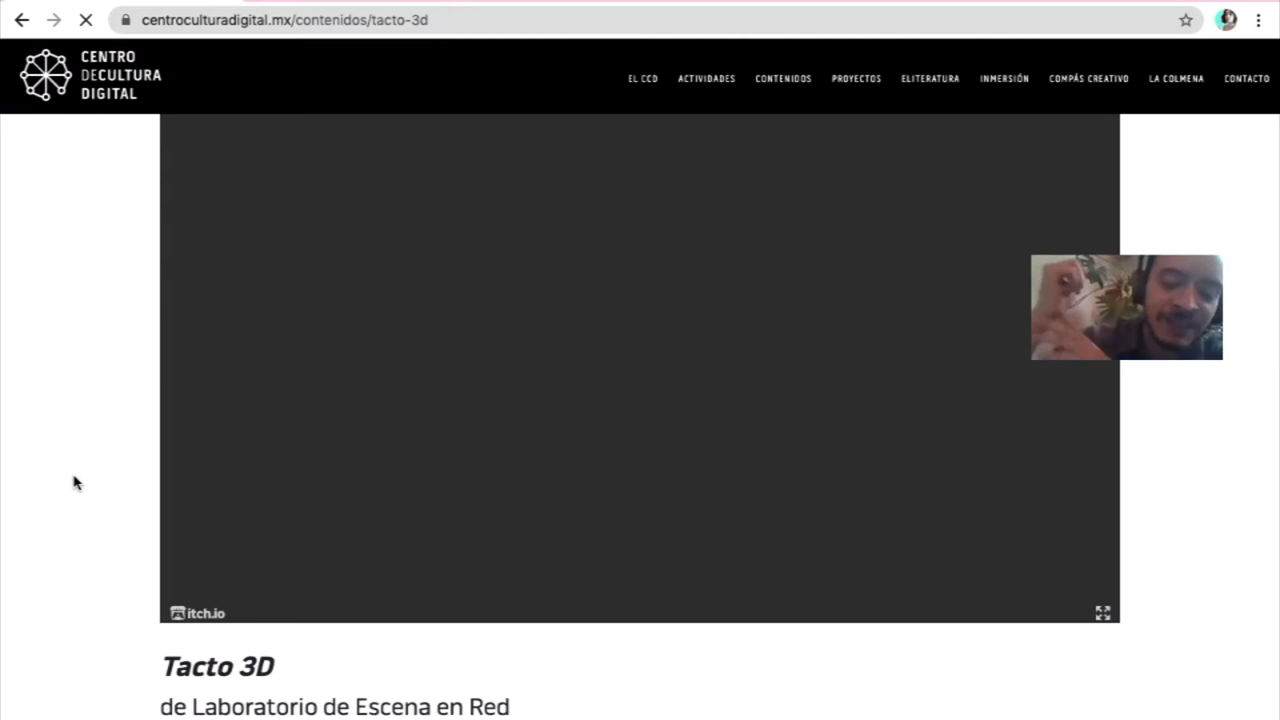 centroculturadigital.mx/contenidos/tacto-3d
CENTRO
DECULTURA
DIGITAL
EL CCD ACTIVIDADES CONTENIDOS PROYECTOS ELITERATURA INMERSIÓN COMPÁS CREATIVO LA COLMENA CONTACTO
itch.io
Tacto 3D
de Laboratorio de Escena en Red